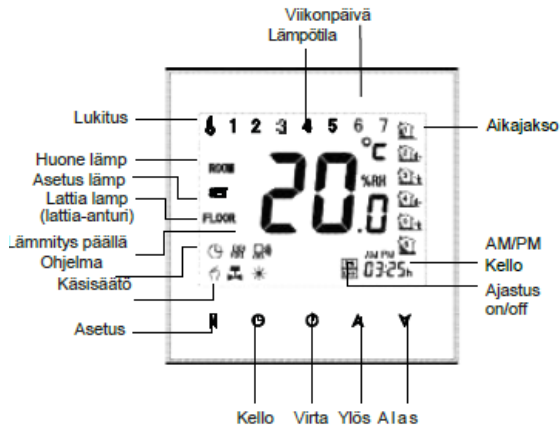 Viikonpäivä
Lämpötila
Lukitus
1 2 3 4 5 6 7
Aikajakso
°C
Huone lämp
ROOM
Asetus lämp
SET
20.0
%RH
Lattia lamp
(lattia-anturi)
FLOOR
Lämmitys päällä
Ohjelma
Käsisäätö
AM PM
03:25h
AM/PM
Kello
Ajastus
on/off
Asetus
M
Kello Virta Ylös Alas